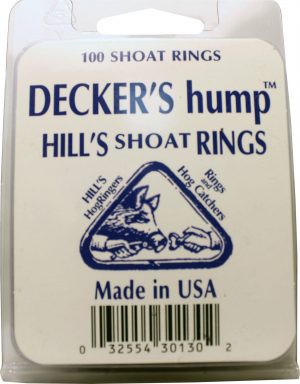 100 SHOAT RINGS
DECKER'S hump™
HILL'S SHOAT RINGS
HILL'S
HogRingers
Rings
and
Hog Catchers
Made in USA
0 32554 30130 2